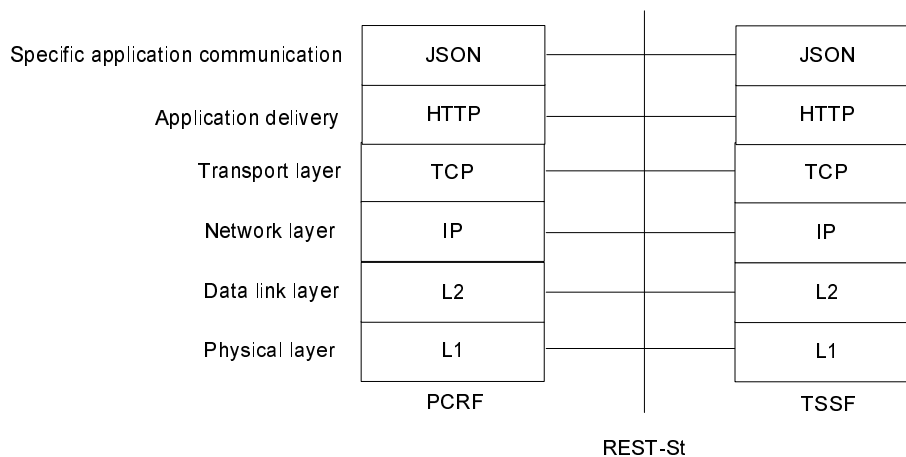 Specific application communication JSON JSON
Application delivery HTTP HTTP
Transport layer TCP TCP
Network layer IP IP
Data link layer L2 L2
Physical layer L1 L1
PCRF TSSF
REST-St